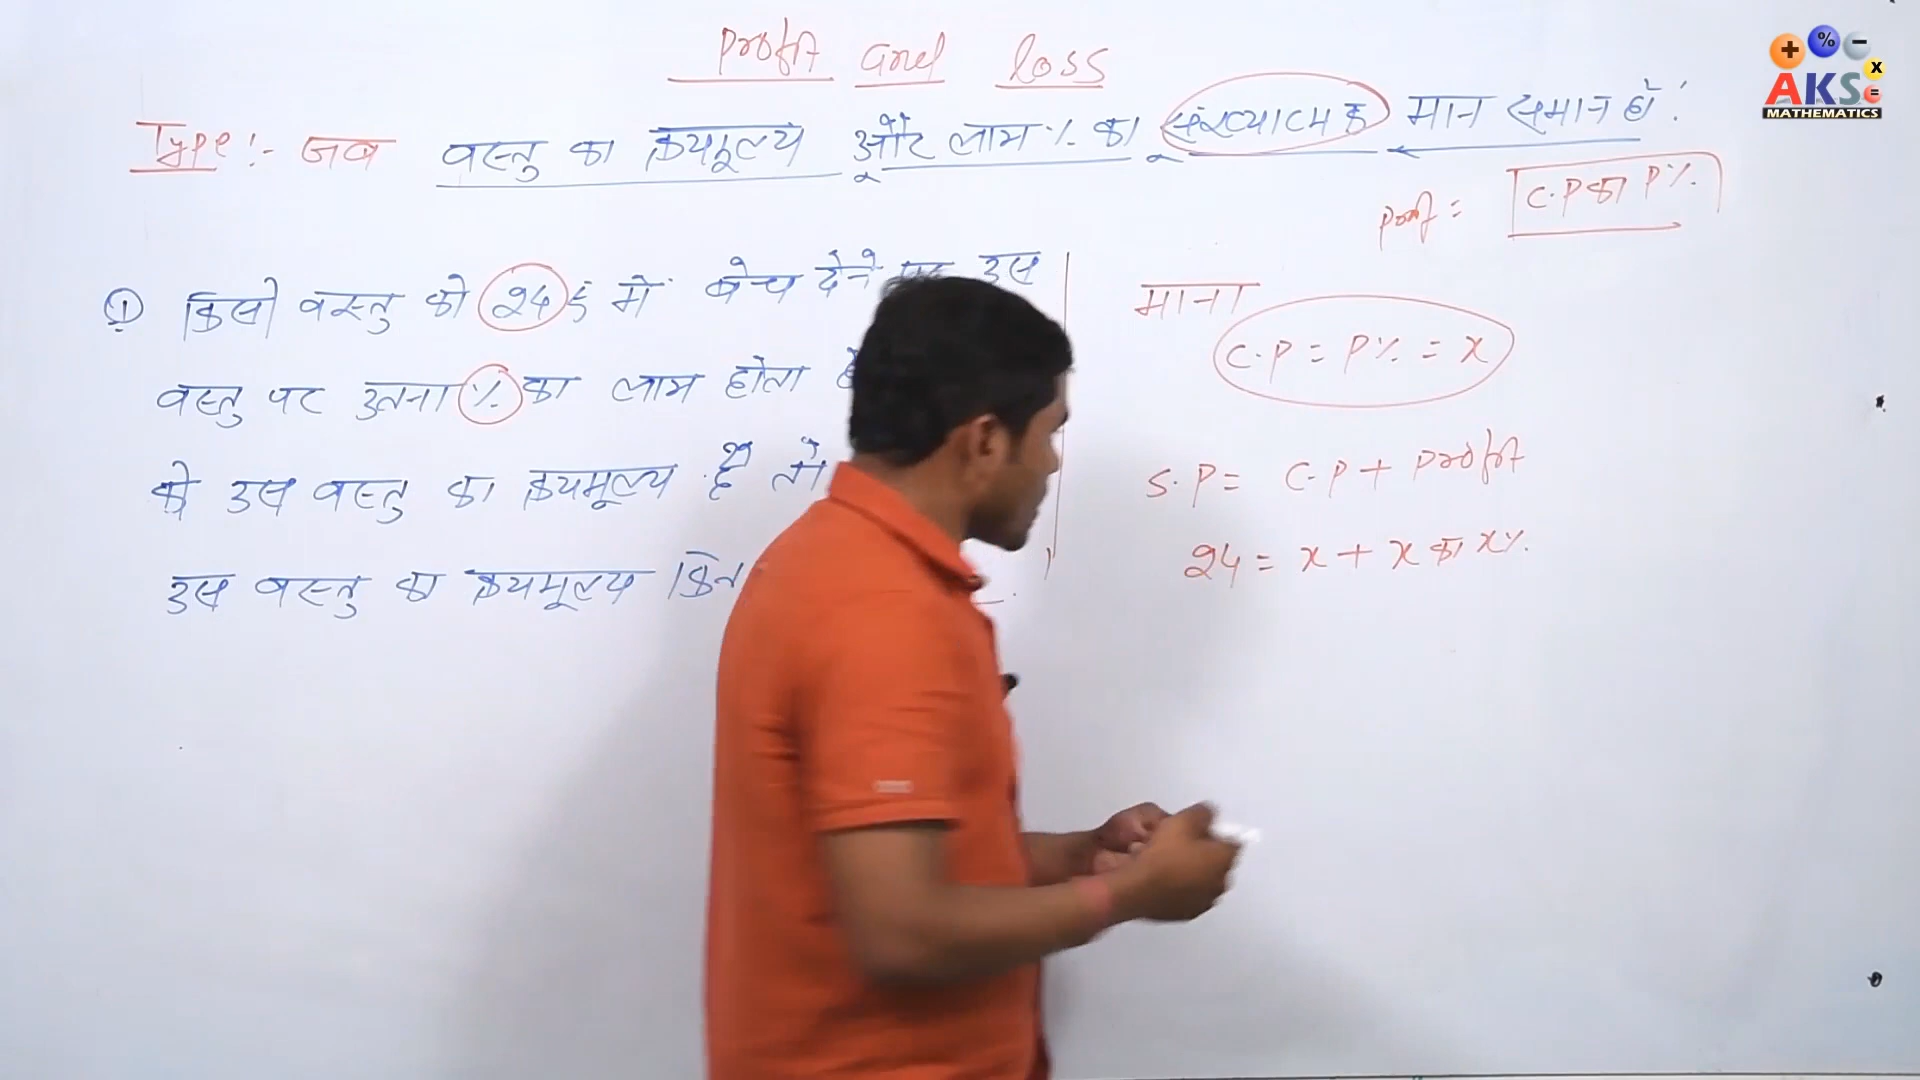 Profit and loss
Type :- जब वस्तु का क्रयमूल्य और लाभ % का संख्यात्मक मान समान हो :
Prof = C.P का P%
① किसी वस्तु को 24 रु में बेच देने पर उस
वस्तु पर उतना % का लाभ होता है
की उस वस्तु का क्रयमूल्य है तो
उस वस्तु का क्रयमूल्य
माना
C.P = P% = x
S.P = C.P + Profit
24 = x + x का x%
+ % - x =
AKS
MATHEMATICS